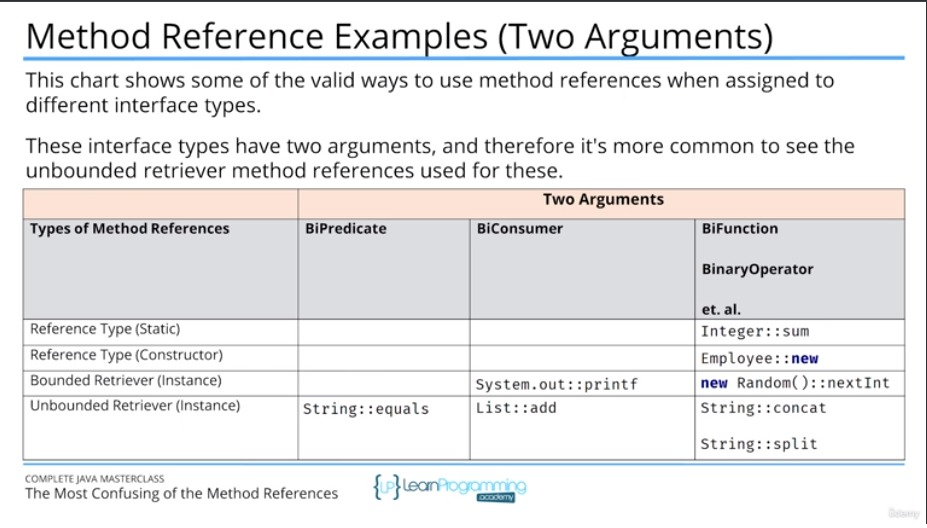 Method Reference Examples (Two Arguments)
This chart shows some of the valid ways to use method references when assigned to
different interface types.
These interface types have two arguments, and therefore it's more common to see the
unbounded retriever method references used for these.
Two Arguments
Types of Method References BiPredicate BiConsumer BiFunction
BinaryOperator
et. al.
Reference Type (Static) Integer::sum
Reference Type (Constructor) Employee::new
Bounded Retriever (Instance) System.out::printf new Random()::nextInt
Unbounded Retriever (Instance) String::equals List::add String::concat
String::split
COMPLETE JAVA MASTERCLASS
The Most Confusing of the Method References
{LP} LearnProgramming
academy
Udemy